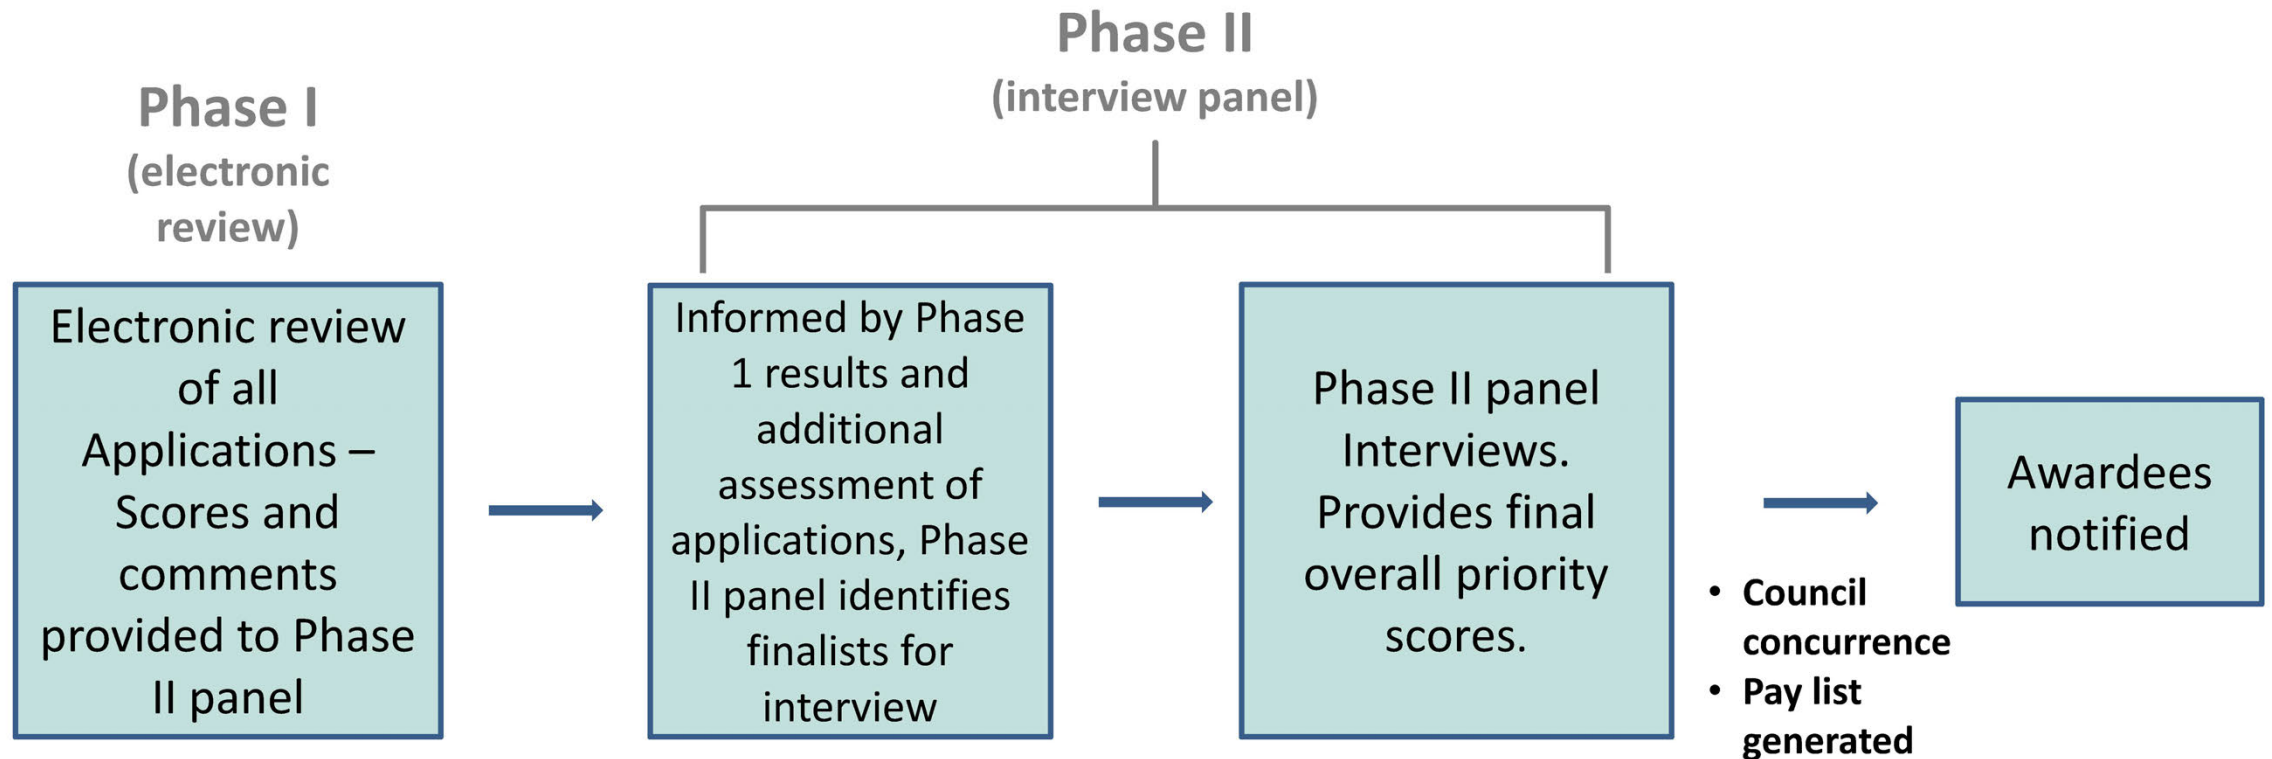 Phase I
(electronic
review)
Electronic review
of all
Applications –
Scores and
comments
provided to Phase
II panel
Phase II
(interview panel)
Informed by Phase
1 results and
additional
assessment of
applications, Phase
II panel identifies
finalists for
interview
Phase II panel
Interviews.
Provides final
overall priority
scores.
• Council
concurrence
• Pay list
generated
Awardees
notified